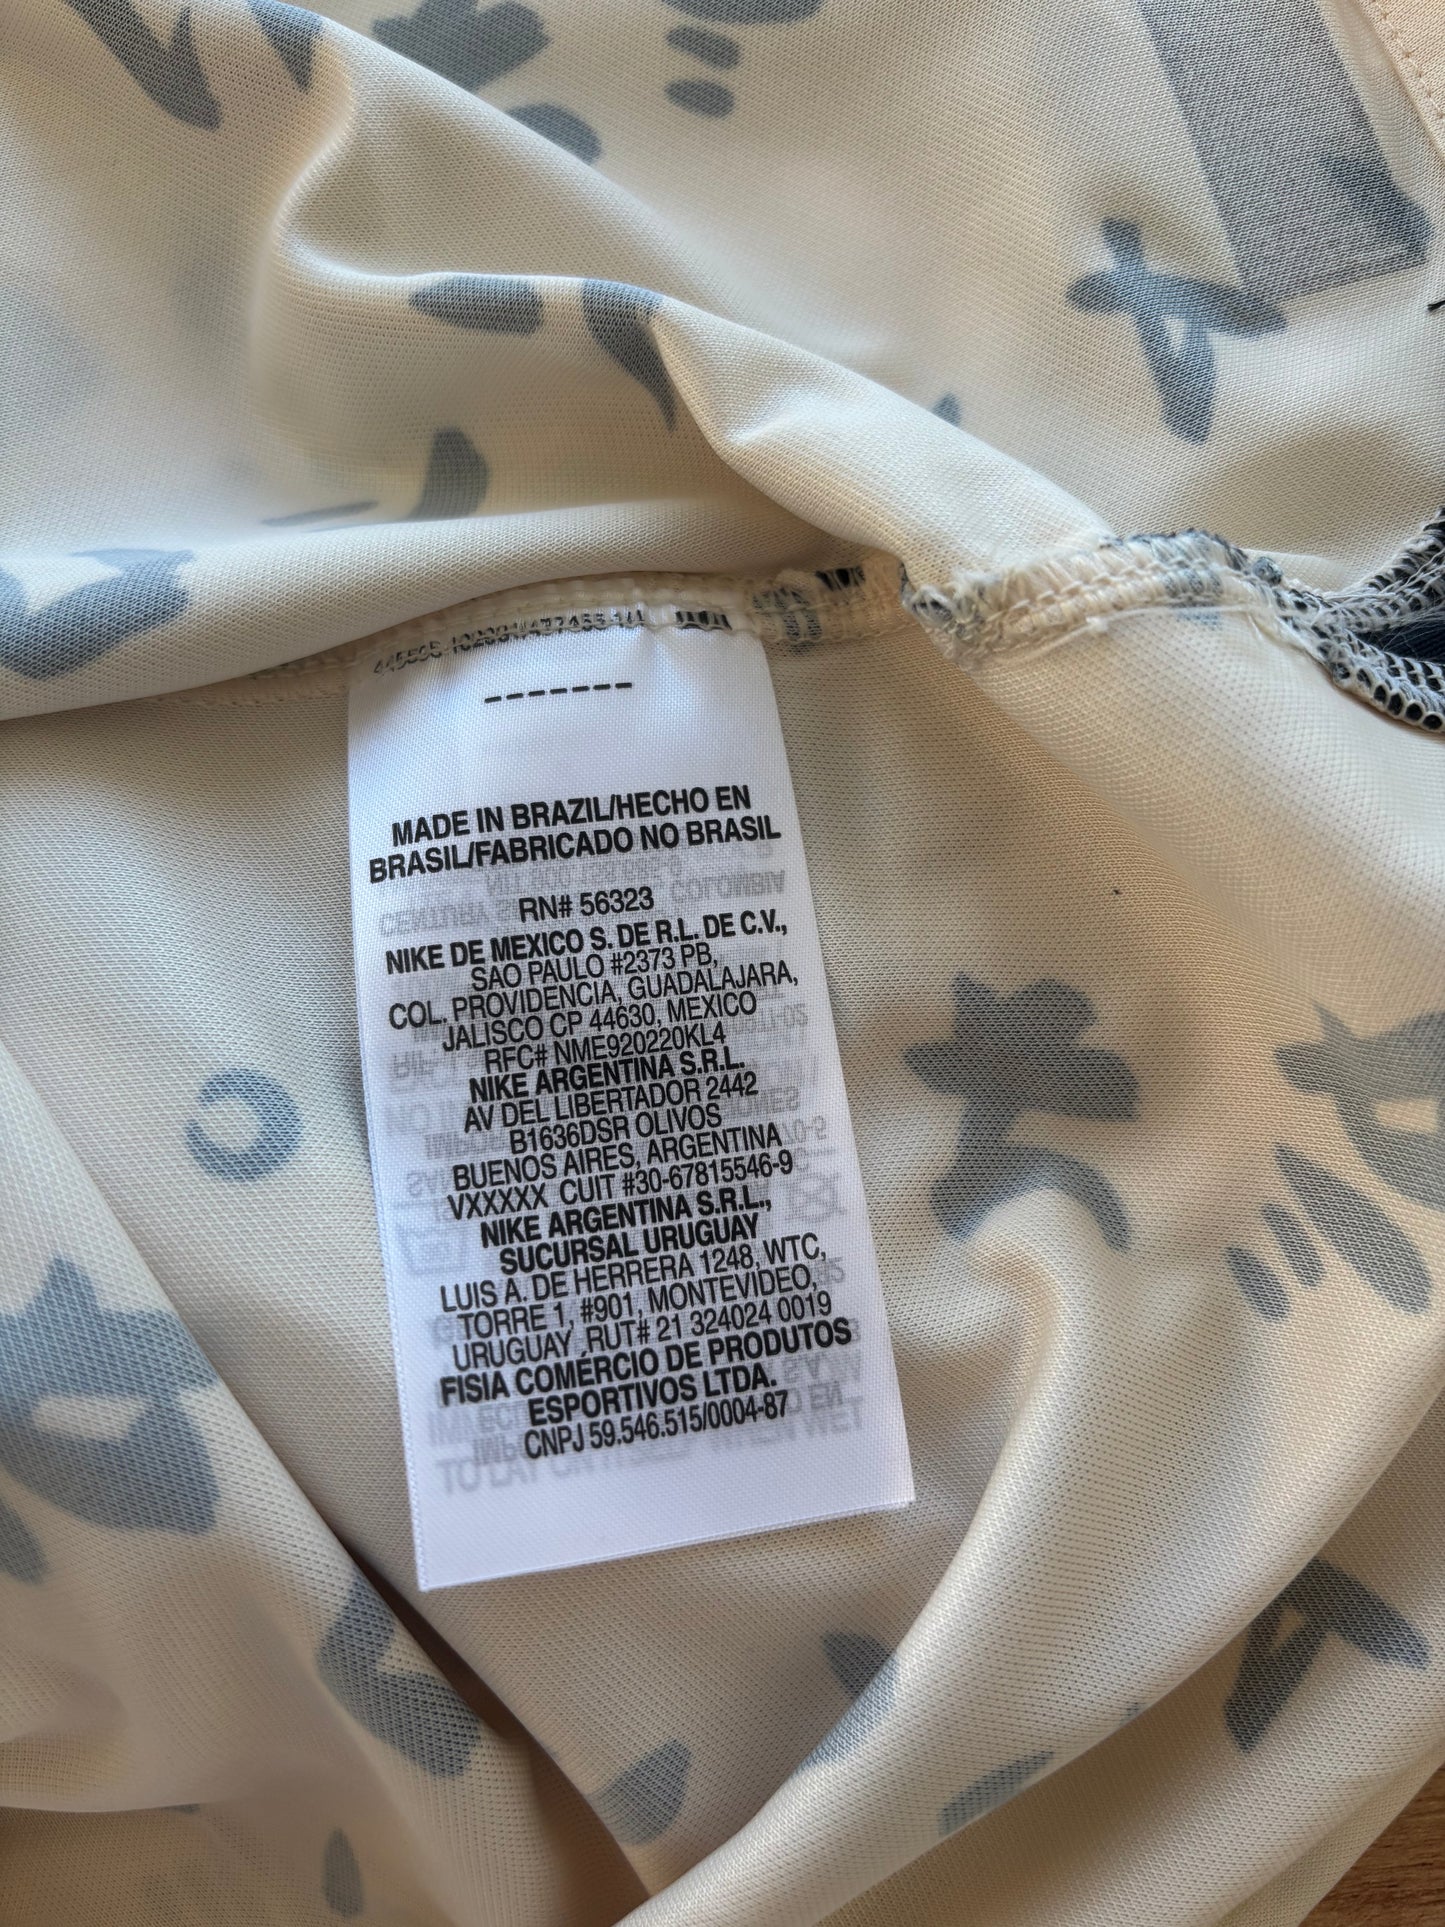 -------
MADE IN BRAZIL/HECHO EN
BRASIL/FABRICADO NO BRASIL
RN# 56323
NIKE DE MEXICO S. DE R.L. DE C.V.,
SAO PAULO #2373 PB,
COL. PROVIDENCIA, GUADALAJARA,
JALISCO CP 44630, MEXICO
RFC# NME920220KL4
NIKE ARGENTINA S.R.L.
AV DEL LIBERTADOR 2442
B1636DSR OLIVOS
BUENOS AIRES, ARGENTINA
VXXXXX CUIT #30-67815546-9
NIKE ARGENTINA S.R.L.,
SUCURSAL URUGUAY
LUIS A. DE HERRERA 1248, WTC,
TORRE 1, #901, MONTEVIDEO,
URUGUAY RUT# 21 324024 0019
FISIA COMÉRCIO DE PRODUTOS
ESPORTIVOS LTDA.
CNPJ 59.546.515/0004-87